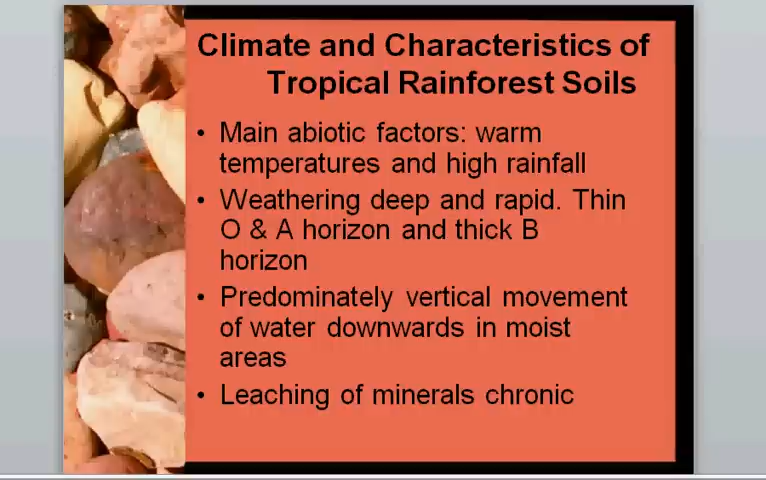 Climate and Characteristics of
Tropical Rainforest Soils
• Main abiotic factors: warm
temperatures and high rainfall
• Weathering deep and rapid. Thin
O & A horizon and thick B
horizon
• Predominately vertical movement
of water downwards in moist
areas
• Leaching of minerals chronic